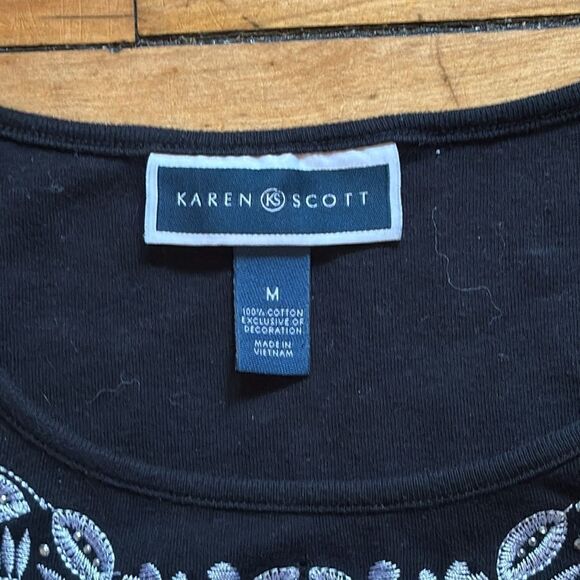 KAREN KS SCOTT
M
100% COTTON
EXCLUSIVE OF
DECORATION
MADE IN
VIETNAM